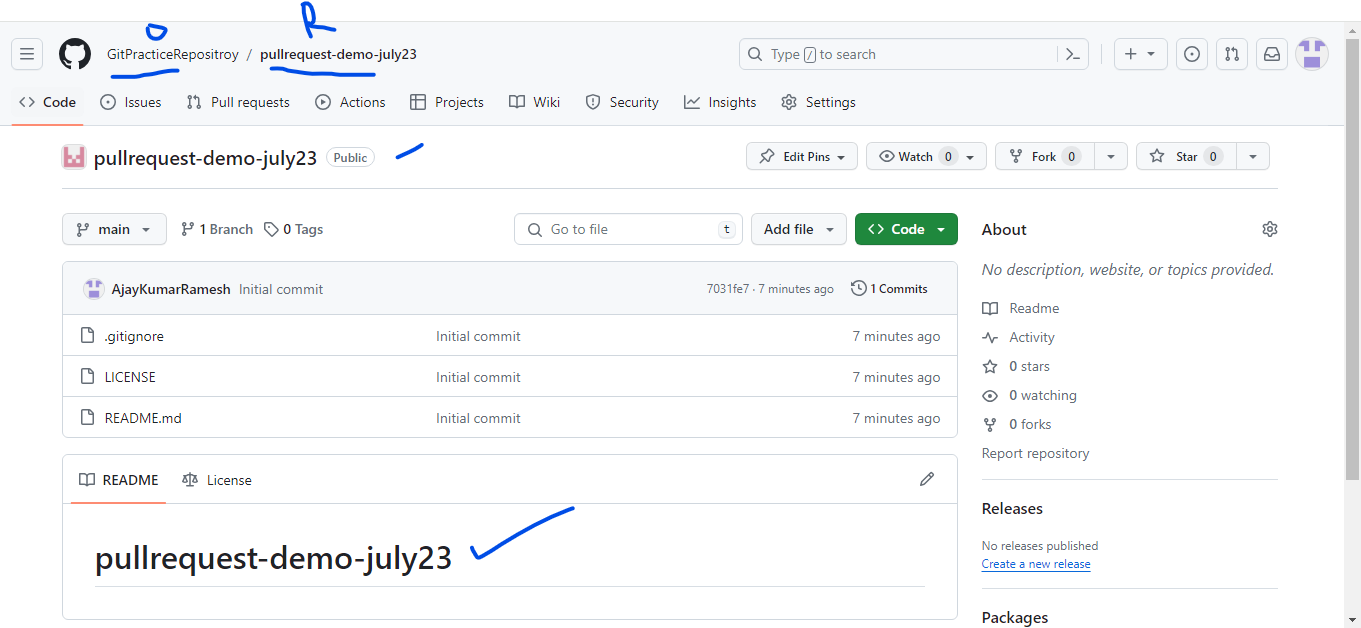 O R
GitPracticeRepositroy / pullrequest-demo-july23 Type / to search
Code Issues Pull requests Actions Projects Wiki Security Insights Settings
pullrequest-demo-july23 Public Edit Pins Watch 0 Fork 0 Star 0
main 1 Branch 0 Tags Go to file t Add file Code About
No description, website, or topics provided.
AjayKumarRamesh Initial commit 7031fe7 · 7 minutes ago 1 Commits
Readme
.gitignore Initial commit 7 minutes ago
Activity
0 stars
LICENSE Initial commit 7 minutes ago
0 watching
README.md Initial commit 7 minutes ago
0 forks
Report repository
README License
Releases
No releases published
Create a new release
pullrequest-demo-july23
Packages